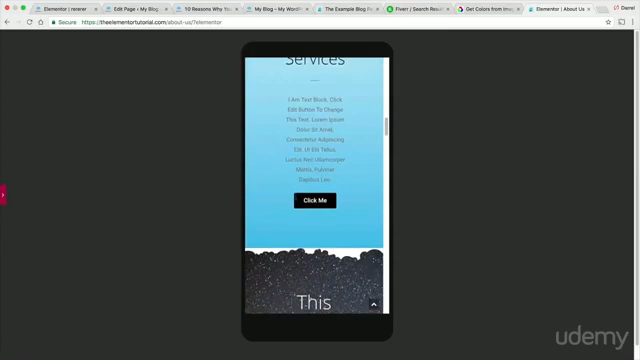 Elementor | rererer
Edit Page ‹ My Blog
10 Reasons Why Yo
My Blog – My WordPr
The Example Blog Po
Fiverr / Search Resul
Get Colors from Imag
Elementor | About Us
Darrel
Secure
https://theelementortutorial.com/about-us/?elementor
Services
I Am Text Block. Click
Edit Button To Change
This Text. Lorem Ipsum
Dolor Sit Amet,
Consectetur Adipiscing
Elit. Ut Elit Tellus,
Luctus Nec Ullamcorper
Mattis, Pulvinar
Dapibus Leo.
Click Me
This
udemy